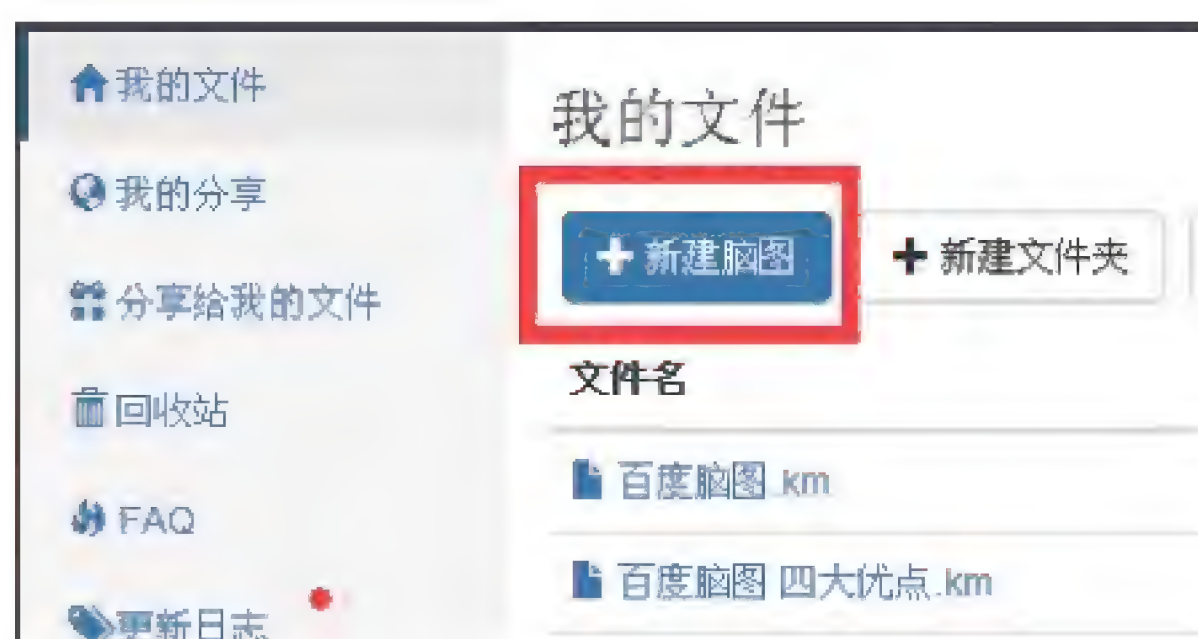 我的文件
我的分享
分享给我的文件
回收站
FAQ
更新日志
我的文件
新建脑图
新建文件夹
文件名
百度脑图.km
百度脑图 四大优点.km